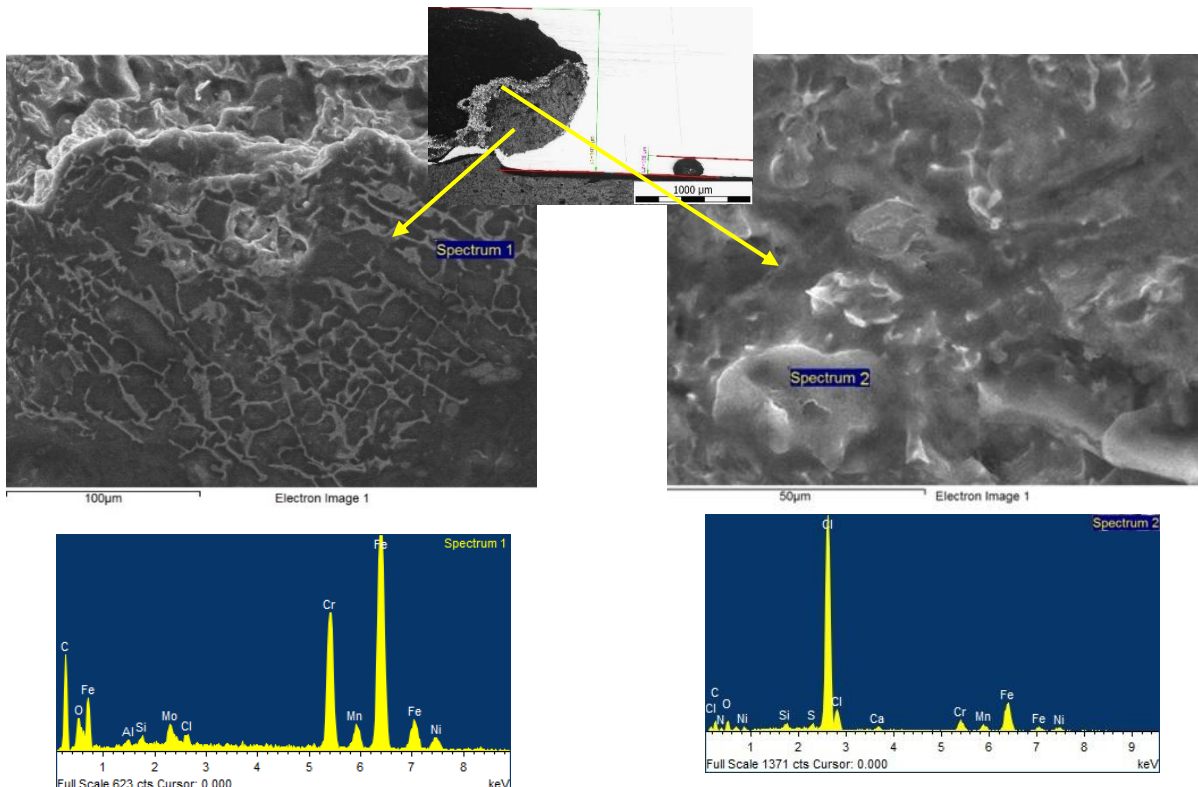 1000 µm
Spectrum 1
100µm
Electron Image 1
Spectrum 2
50µm
Electron Image 1
Spectrum 1
Fe
Cr
C
Fe
O
Al
Si
Mo
Cl
Mn
Fe
Ni
1 2 3 4 5 6 7 8
Full Scale 623 cts Cursor: 0.000
keV
Spectrum 2
Cl
C
Cl
O
N
Ni
Si
S
Cl
Ca
Cr
Mn
Fe
Fe
Ni
1 2 3 4 5 6 7 8 9
Full Scale 1371 cts Cursor: 0.000
keV